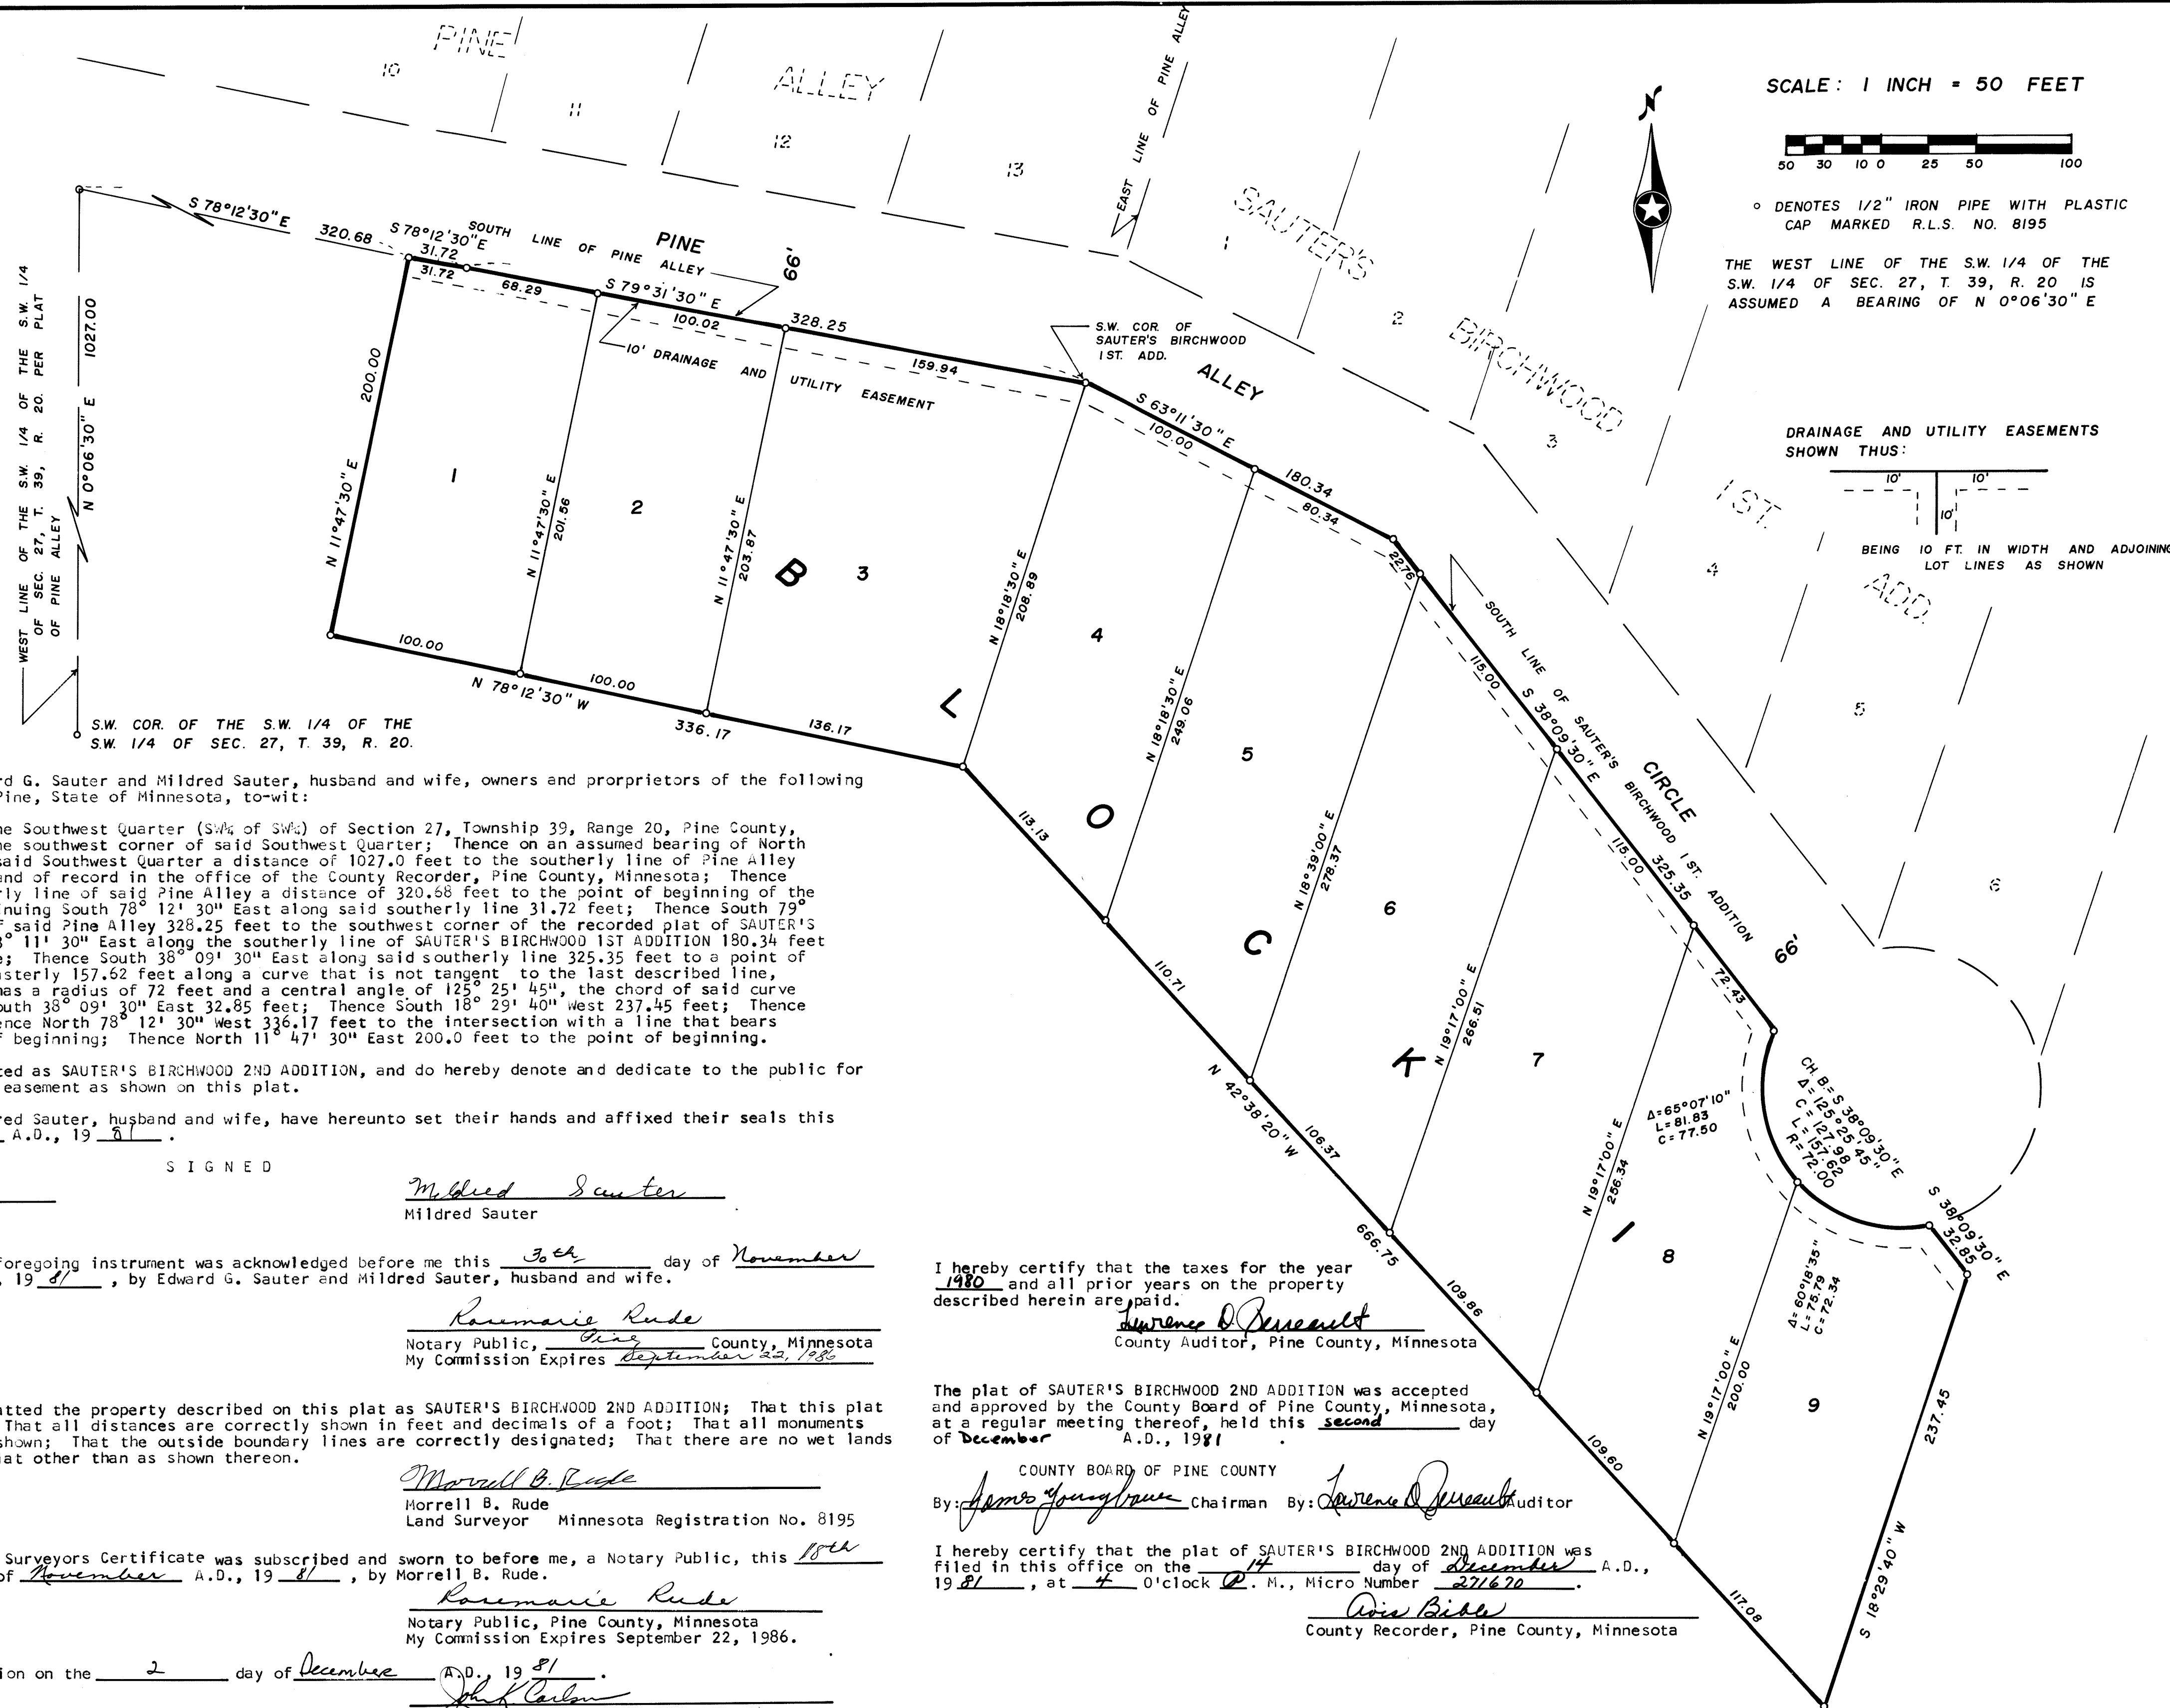 PINE
10
11
ALLEY
12
13
EAST LINE OF PINE ALLEY
SAUTER'S
1
2
BIRCHWOOD
3
1 ST.
4
ADD.
5
6
N
SCALE: 1 INCH = 50 FEET
50 30 10 0 25 50 100
DENOTES 1/2" IRON PIPE WITH PLASTIC
CAP MARKED R.L.S. NO. 8195
THE WEST LINE OF THE S.W. 1/4 OF THE
S.W. 1/4 OF SEC. 27, T. 39, R. 20 IS
ASSUMED A BEARING OF N 0°06'30" E
DRAINAGE AND UTILITY EASEMENTS
SHOWN THUS:
10' 10'
10'
BEING 10 FT. IN WIDTH AND ADJOINING
LOT LINES AS SHOWN
WEST LINE OF THE S.W. 1/4 OF THE S.W. 1/4
OF SEC. 27, T. 39, R. 20. PER PLAT
OF PINE ALLEY
N 0°06'30" E 1027.00
S.W. COR. OF THE S.W. 1/4 OF THE
S.W. 1/4 OF SEC. 27, T. 39, R. 20.
S 78°12'30" E
320.68
S 78°12'30" E
31.72
31.72
SOUTH LINE OF PINE ALLEY
PINE
66'
68.29
S 79°31'30" E
100.02
328.25
159.94
10' DRAINAGE AND UTILITY EASEMENT
S.W. COR. OF
SAUTER'S BIRCHWOOD
1 ST. ADD.
ALLEY
S 63°11'30" E
100.00
180.34
80.34
22.76
SOUTH LINE OF SAUTER'S BIRCHWOOD 1 ST. ADDITION
115.00
S 38°09'30" E
CIRCLE
115.00
325.35
66'
72.43
N 11°47'30" E
200.00
1
N 11°47'30" E
201.56
2
N 11°47'30" E
203.87
3
N 18°18'30" E
208.89
4
N 18°18'30" E
249.06
5
N 18°39'00" E
278.37
6
N 19°17'00" E
266.51
7
N 19°17'00" E
256.34
8
N 19°17'00" E
200.00
9
B L O C K 1
100.00
N 78°12'30" W
100.00
336.17
136.17
113.13
110.71
N 42°38'20" W
106.37
666.75
109.86
109.60
117.08
Δ=65°07'10"
L=81.83
C=77.50
CH. B.= S 38°09'30" E
Δ=125°25'45"
C=127.98
L=157.62
R=72.00
Δ=60°18'35"
L=75.79
C=72.34
S 38°09'30" E
32.85
237.45
S 18°29'40" W
rd G. Sauter and Mildred Sauter, husband and wife, owners and prorprietors of the following
Pine, State of Minnesota, to-wit:
he Southwest Quarter (SW¼ of SW¼) of Section 27, Township 39, Range 20, Pine County,
he southwest corner of said Southwest Quarter; Thence on an assumed bearing of North
said Southwest Quarter a distance of 1027.0 feet to the southerly line of Pine Alley
and of record in the office of the County Recorder, Pine County, Minnesota; Thence
rly line of said Pine Alley a distance of 320.68 feet to the point of beginning of the
inuing South 78° 12' 30" East along said southerly line 31.72 feet; Thence South 79°
f said Pine Alley 328.25 feet to the southwest corner of the recorded plat of SAUTER'S
3° 11' 30" East along the southerly line of SAUTER'S BIRCHWOOD 1ST ADDITION 180.34 feet
e; Thence South 38° 09' 30" East along said southerly line 325.35 feet to a point of
asterly 157.62 feet along a curve that is not tangent to the last described line,
has a radius of 72 feet and a central angle of 125° 25' 45", the chord of said curve
outh 38° 09' 30" East 32.85 feet; Thence South 18° 29' 40" West 237.45 feet; Thence
ence North 78° 12' 30" West 336.17 feet to the intersection with a line that bears
f beginning; Thence North 11° 47' 30" East 200.0 feet to the point of beginning.
ted as SAUTER'S BIRCHWOOD 2ND ADDITION, and do hereby denote and dedicate to the public for
easement as shown on this plat.
red Sauter, husband and wife, have hereunto set their hands and affixed their seals this
A.D., 19 81 .
S I G N E D
Mildred Sauter
Mildred Sauter
foregoing instrument was acknowledged before me this 30th day of November
, 19 81 , by Edward G. Sauter and Mildred Sauter, husband and wife.
Rosemarie Rude
Notary Public, Pine County, Minnesota
My Commission Expires September 22, 1986
atted the property described on this plat as SAUTER'S BIRCHWOOD 2ND ADDITION; That this plat
That all distances are correctly shown in feet and decimals of a foot; That all monuments
shown; That the outside boundary lines are correctly designated; That there are no wet lands
at other than as shown thereon.
Morrell B. Rude
Morrell B. Rude
Land Surveyor Minnesota Registration No. 8195
Surveyors Certificate was subscribed and sworn to before me, a Notary Public, this 18th
of November A.D., 19 81 , by Morrell B. Rude.
Rosemarie Rude
Notary Public, Pine County, Minnesota
My Commission Expires September 22, 1986.
ion on the 2 day of December A.D., 19 81 .
John K Carlson
I hereby certify that the taxes for the year
1980 and all prior years on the property
described herein are paid.
Lawrence D. Perreault
County Auditor, Pine County, Minnesota
The plat of SAUTER'S BIRCHWOOD 2ND ADDITION was accepted
and approved by the County Board of Pine County, Minnesota,
at a regular meeting thereof, held this second day
of December A.D., 1981 .
COUNTY BOARD OF PINE COUNTY
By: James Youngbauer Chairman By: Lawrence D Perreault Auditor
I hereby certify that the plat of SAUTER'S BIRCHWOOD 2ND ADDITION was
filed in this office on the 14 day of December A.D.,
19 81 , at 4 O'clock P. M., Micro Number 271670 .
Avis Bible
County Recorder, Pine County, Minnesota